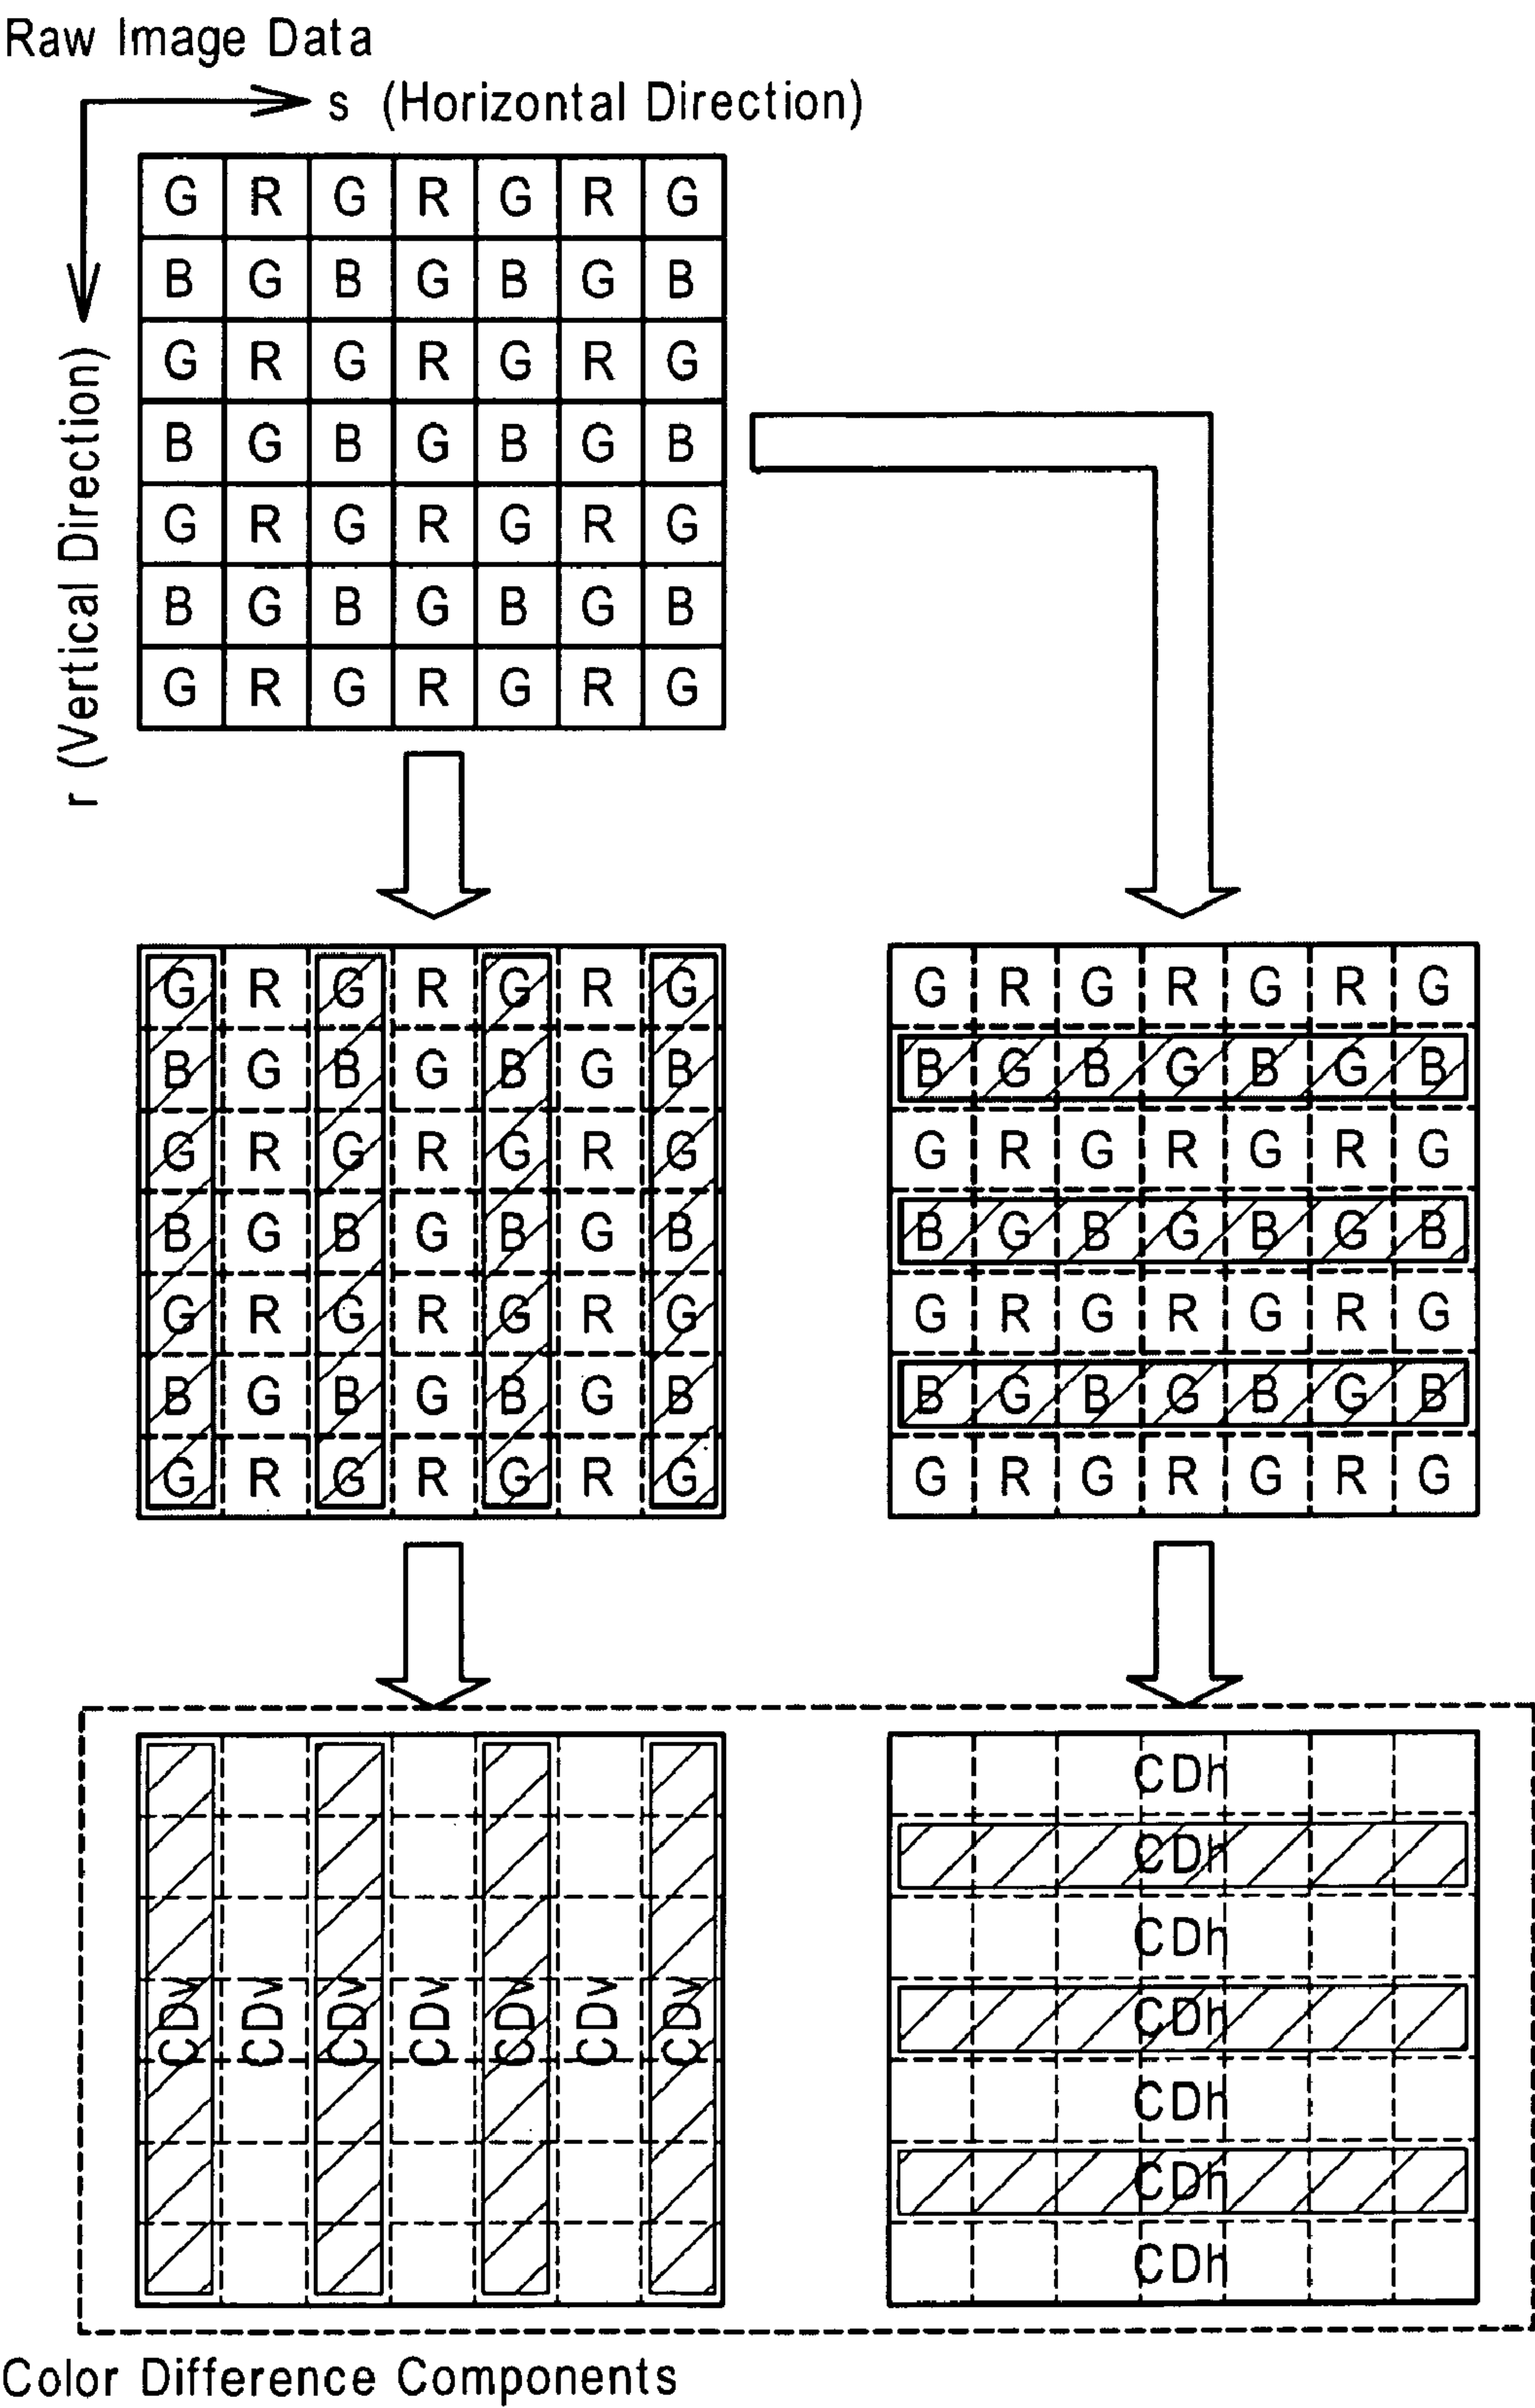 Raw Image Data
s (Horizontal Direction)
r (Vertical Direction)
G R G R G R G
B G B G B G B
G R G R G R G
B G B G B G B
G R G R G R G
B G B G B G B
G R G R G R G
G R G R G R G
B G B G B G B
G R G R G R G
B G B G B G B
G R G R G R G
B G B G B G B
G R G R G R G
G R G R G R G
B G B G B G B
G R G R G R G
B G B G B G B
G R G R G R G
B G B G B G B
G R G R G R G
CDv CDv CDv CDv CDv CDv CDv
CDh
CDh
CDh
CDh
CDh
CDh
CDh
Color Difference Components